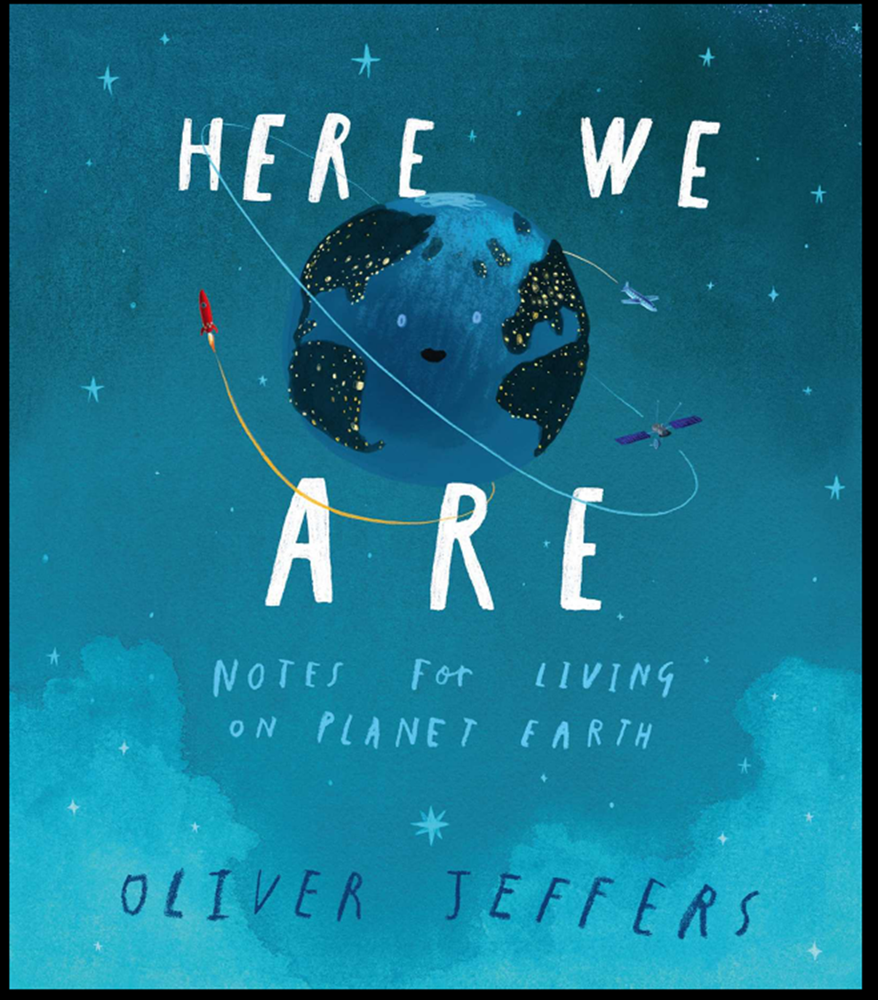 HERE WE
ARE
NOTES For LIVING
ON PLANET EARTH
OLIVER JEFFERS